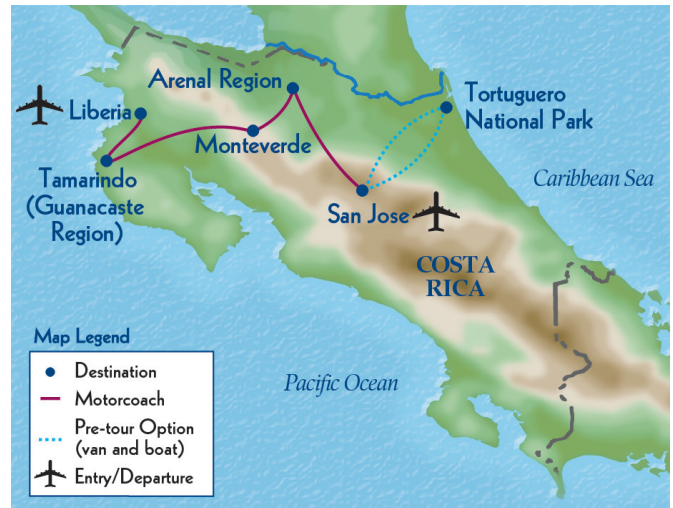 Arenal Region
Liberia
Tortuguero
National Park
Monteverde
Tamarindo
(Guanacaste
Region)
Caribbean Sea
San Jose
COSTA
RICA
Map Legend
Destination
Motorcoach
Pre-tour Option
(van and boat)
Entry/Departure
Pacific Ocean